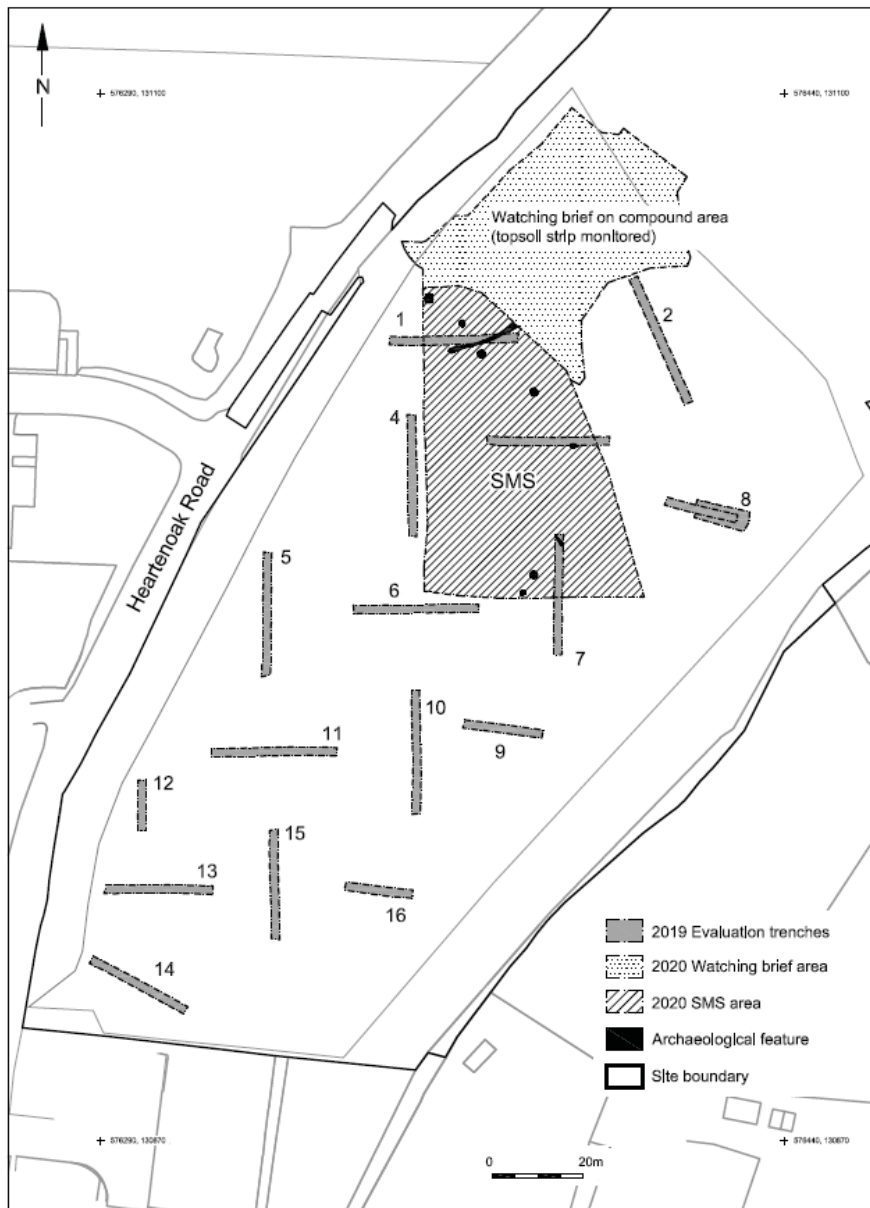 N
576290, 131100
576440, 131100
Watching brief on compound area
(topsoil strip monitored)
1
2
4
SMS
8
Heartenoak Road
5
6
7
10
9
11
12
15
13
16
14
2019 Evaluation trenches
2020 Watching brief area
2020 SMS area
Archaeological feature
Site boundary
576290, 130870
576440, 130870
0
20m